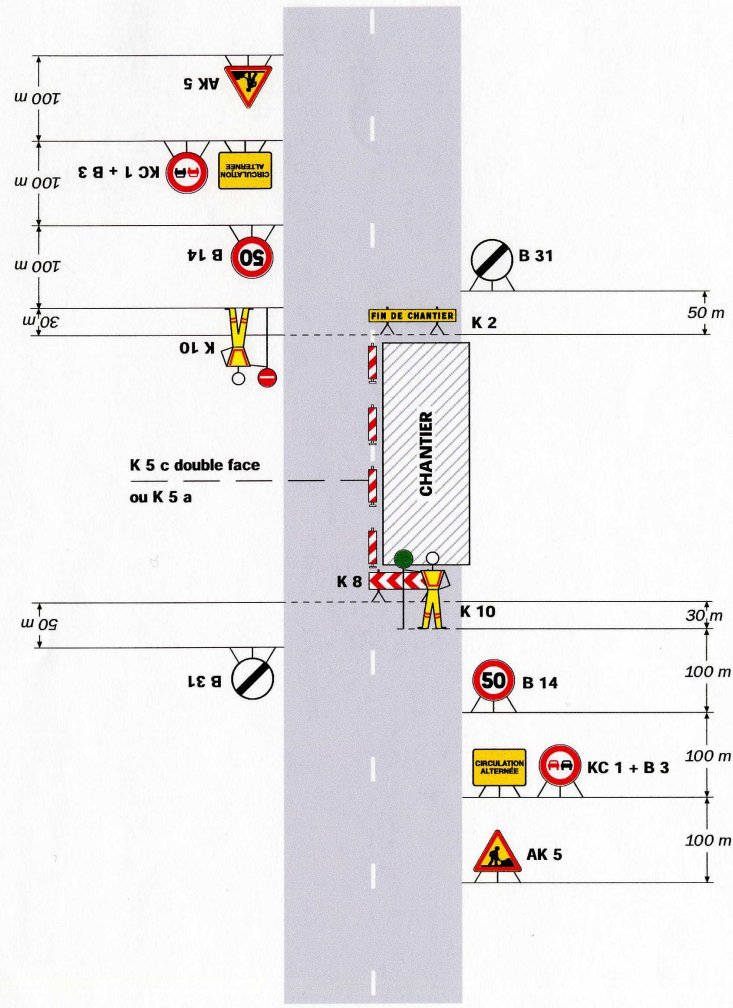 AK 5
100 m
KC 1 + B 3
CIRCULATION
ALTERNÉE
100 m
B 14
50
100 m
B 31
50 m
30 m
K 10
FIN DE CHANTIER
K 2
CHANTIER
K 5 c double face
ou K 5 a
K 8
K 10
30 m
50 m
B 31
50
B 14
100 m
CIRCULATION
ALTERNÉE
KC 1 + B 3
100 m
AK 5
100 m